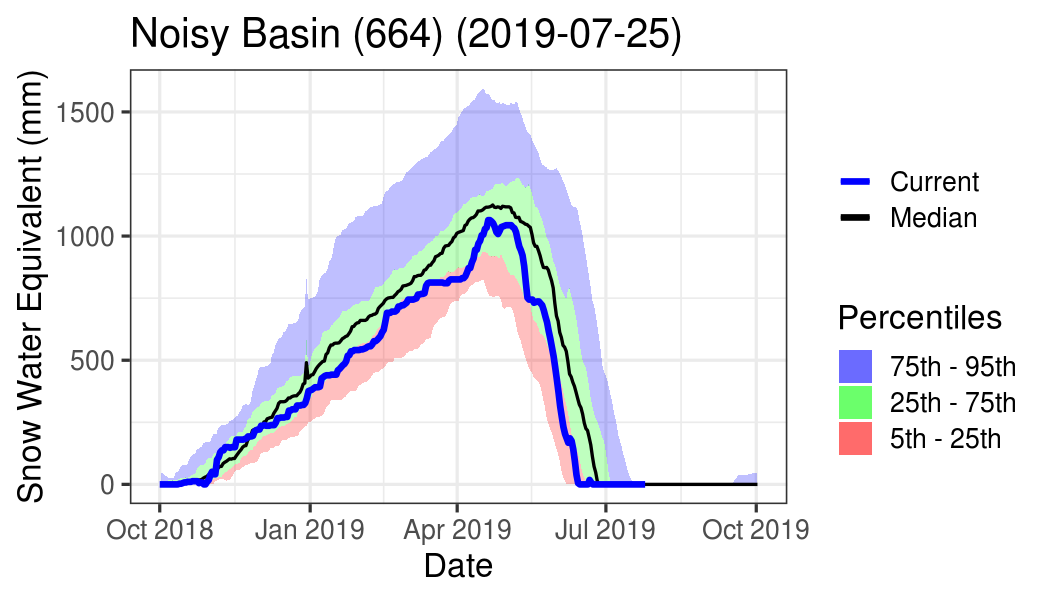 Noisy Basin (664) (2019-07-25)
Snow Water Equivalent (mm)
1500
1000
500
0
Oct 2018
Jan 2019
Apr 2019
Jul 2019
Oct 2019
Date
Current
Median
Percentiles
75th - 95th
25th - 75th
5th - 25th